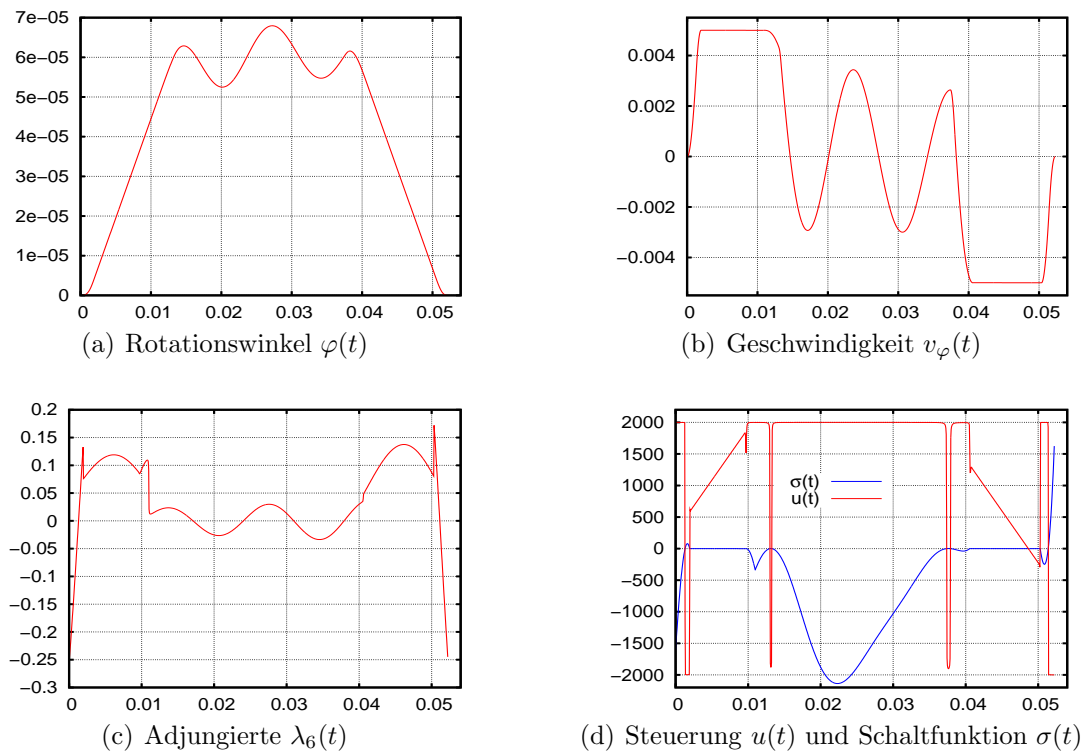 7e-05
6e-05
5e-05
4e-05
3e-05
2e-05
1e-05
0
0 0.01 0.02 0.03 0.04 0.05
(a) Rotationswinkel φ(t)
0.004
0.002
0
−0.002
−0.004
0 0.01 0.02 0.03 0.04 0.05
(b) Geschwindigkeit vφ(t)
0.2
0.15
0.1
0.05
0
−0.05
−0.1
−0.15
−0.2
−0.25
−0.3
0 0.01 0.02 0.03 0.04 0.05
(c) Adjungierte λ6(t)
2000
1500
1000
500
0
−500
−1000
−1500
−2000
σ(t)
u(t)
0 0.01 0.02 0.03 0.04 0.05
(d) Steuerung u(t) und Schaltfunktion σ(t)